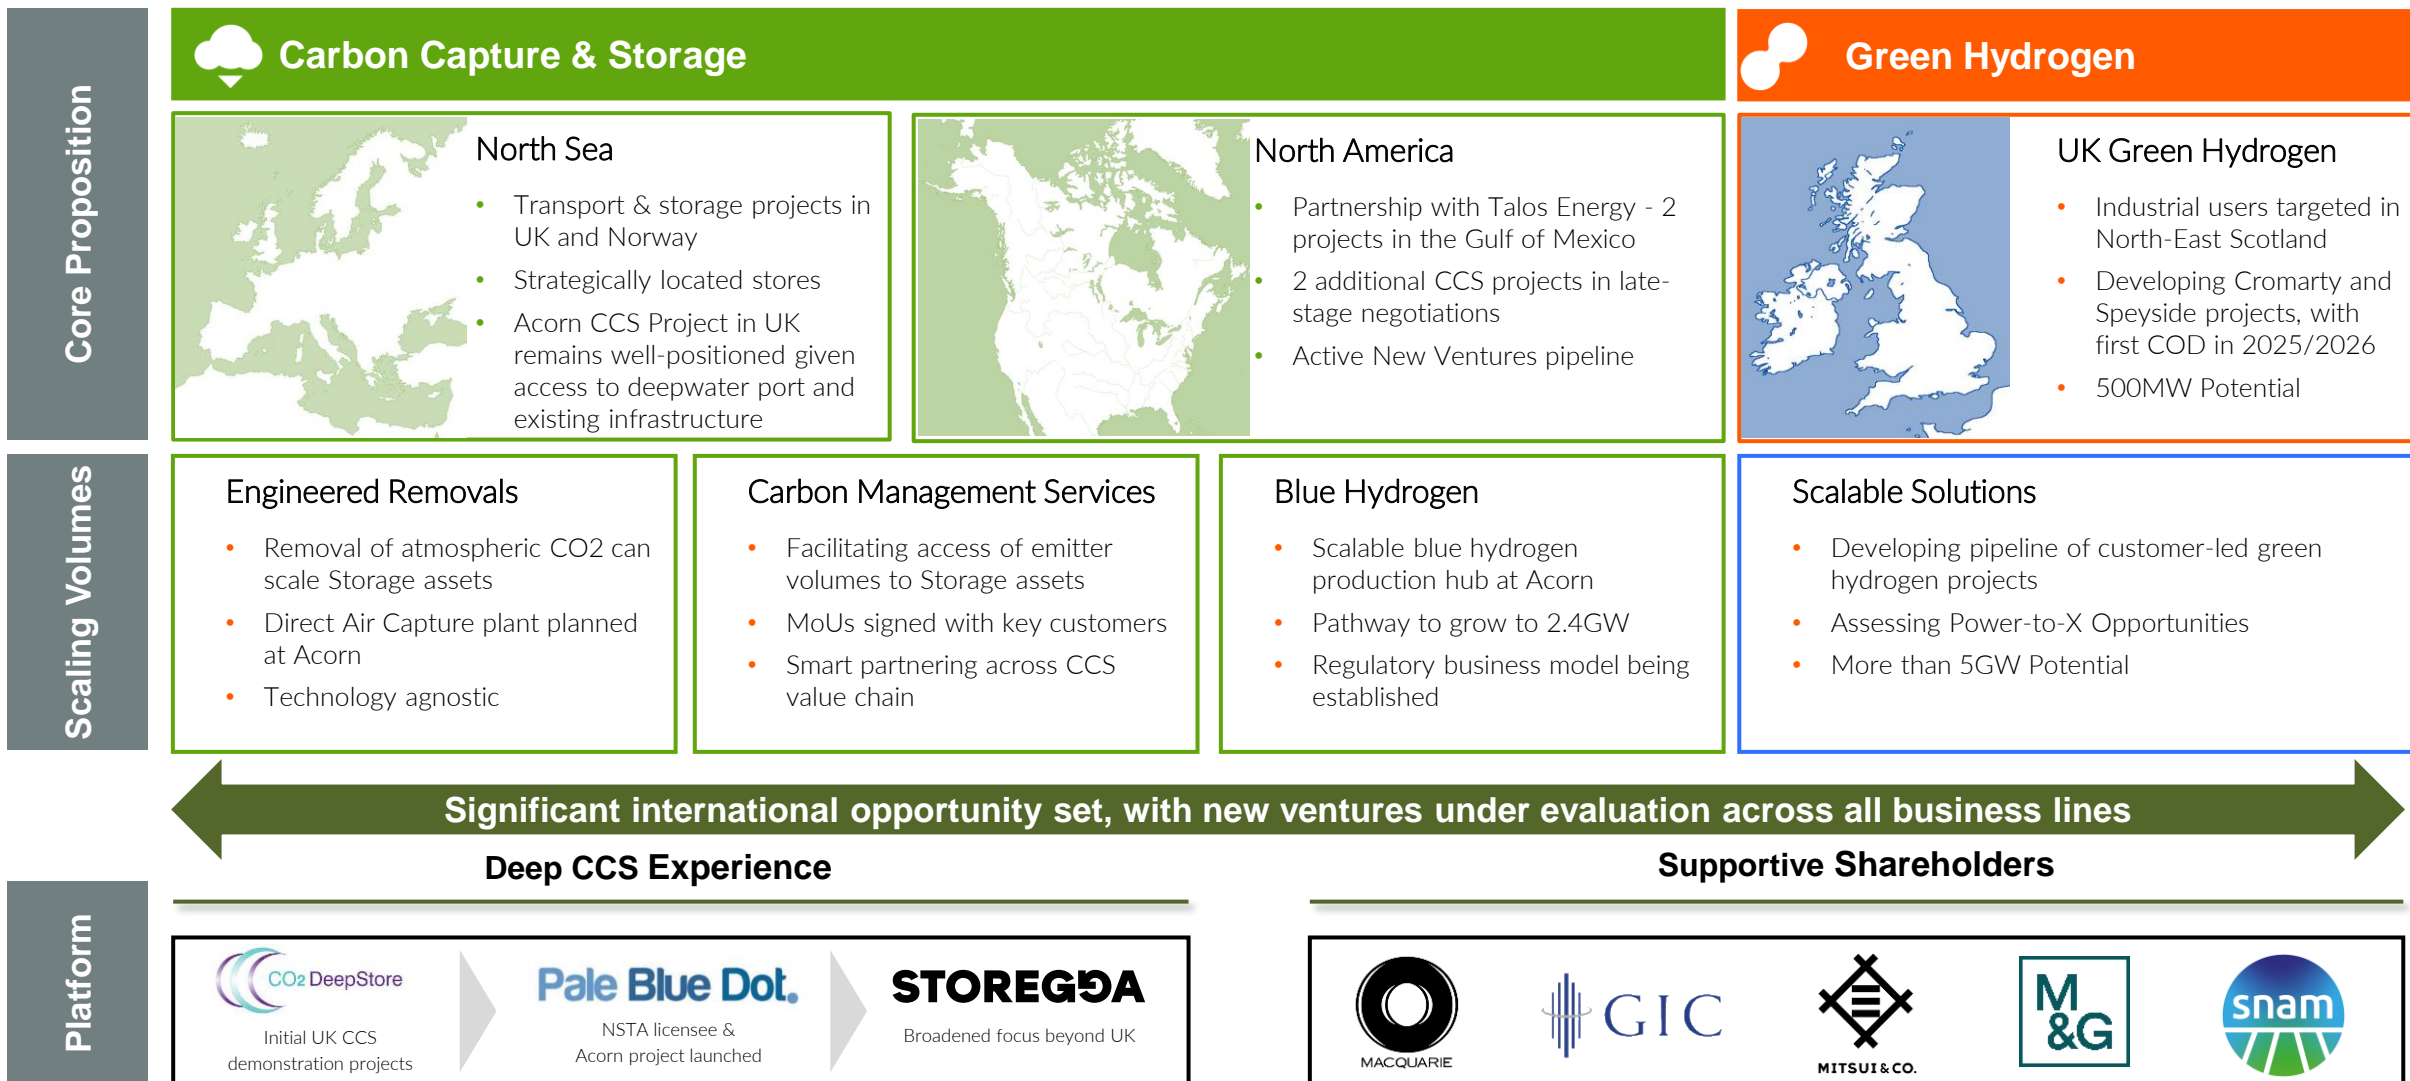 Core Proposition
Carbon Capture & Storage
Green Hydrogen
North Sea
• Transport & storage projects in
UK and Norway
• Strategically located stores
• Acorn CCS Project in UK
remains well-positioned given
access to deepwater port and
existing infrastructure
North America
• Partnership with Talos Energy - 2
projects in the Gulf of Mexico
• 2 additional CCS projects in late-
stage negotiations
• Active New Ventures pipeline
UK Green Hydrogen
• Industrial users targeted in
North-East Scotland
• Developing Cromarty and
Speyside projects, with
first COD in 2025/2026
• 500MW Potential
Scaling Volumes
Engineered Removals
• Removal of atmospheric CO2 can
scale Storage assets
• Direct Air Capture plant planned
at Acorn
• Technology agnostic
Carbon Management Services
• Facilitating access of emitter
volumes to Storage assets
• MoUs signed with key customers
• Smart partnering across CCS
value chain
Blue Hydrogen
• Scalable blue hydrogen
production hub at Acorn
• Pathway to grow to 2.4GW
• Regulatory business model being
established
Scalable Solutions
• Developing pipeline of customer-led green
hydrogen projects
• Assessing Power-to-X Opportunities
• More than 5GW Potential
Significant international opportunity set, with new ventures under evaluation across all business lines
Platform
Deep CCS Experience
CO2 DeepStore
Initial UK CCS
demonstration projects
Pale Blue Dot.
NSTA licensee &
Acorn project launched
STOREGGA
Broadened focus beyond UK
Supportive Shareholders
MACQUARIE
GIC
MITSUI & CO.
M
&G
snam